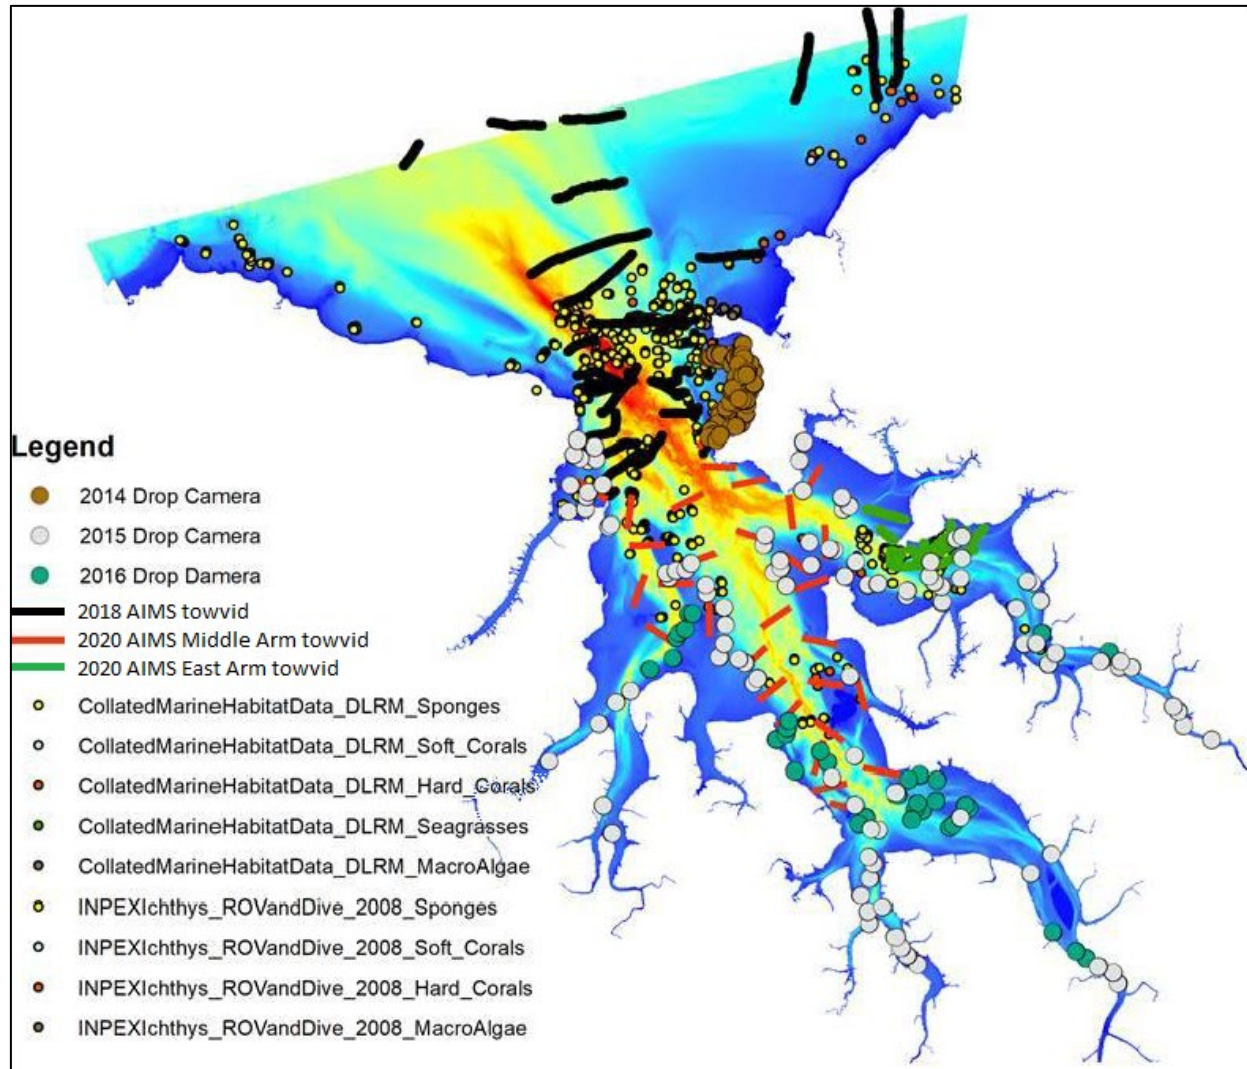 Legend
2014 Drop Camera
2015 Drop Camera
2016 Drop Damera
2018 AIMS towvid
2020 AIMS Middle Arm towvid
2020 AIMS East Arm towvid
CollatedMarineHabitatData_DLRM_Sponges
CollatedMarineHabitatData_DLRM_Soft_Corals
CollatedMarineHabitatData_DLRM_Hard_Corals
CollatedMarineHabitatData_DLRM_Seagrasses
CollatedMarineHabitatData_DLRM_MacroAlgae
INPEXIchthys_ROVandDive_2008_Sponges
INPEXIchthys_ROVandDive_2008_Soft_Corals
INPEXIchthys_ROVandDive_2008_Hard_Corals
INPEXIchthys_ROVandDive_2008_MacroAlgae